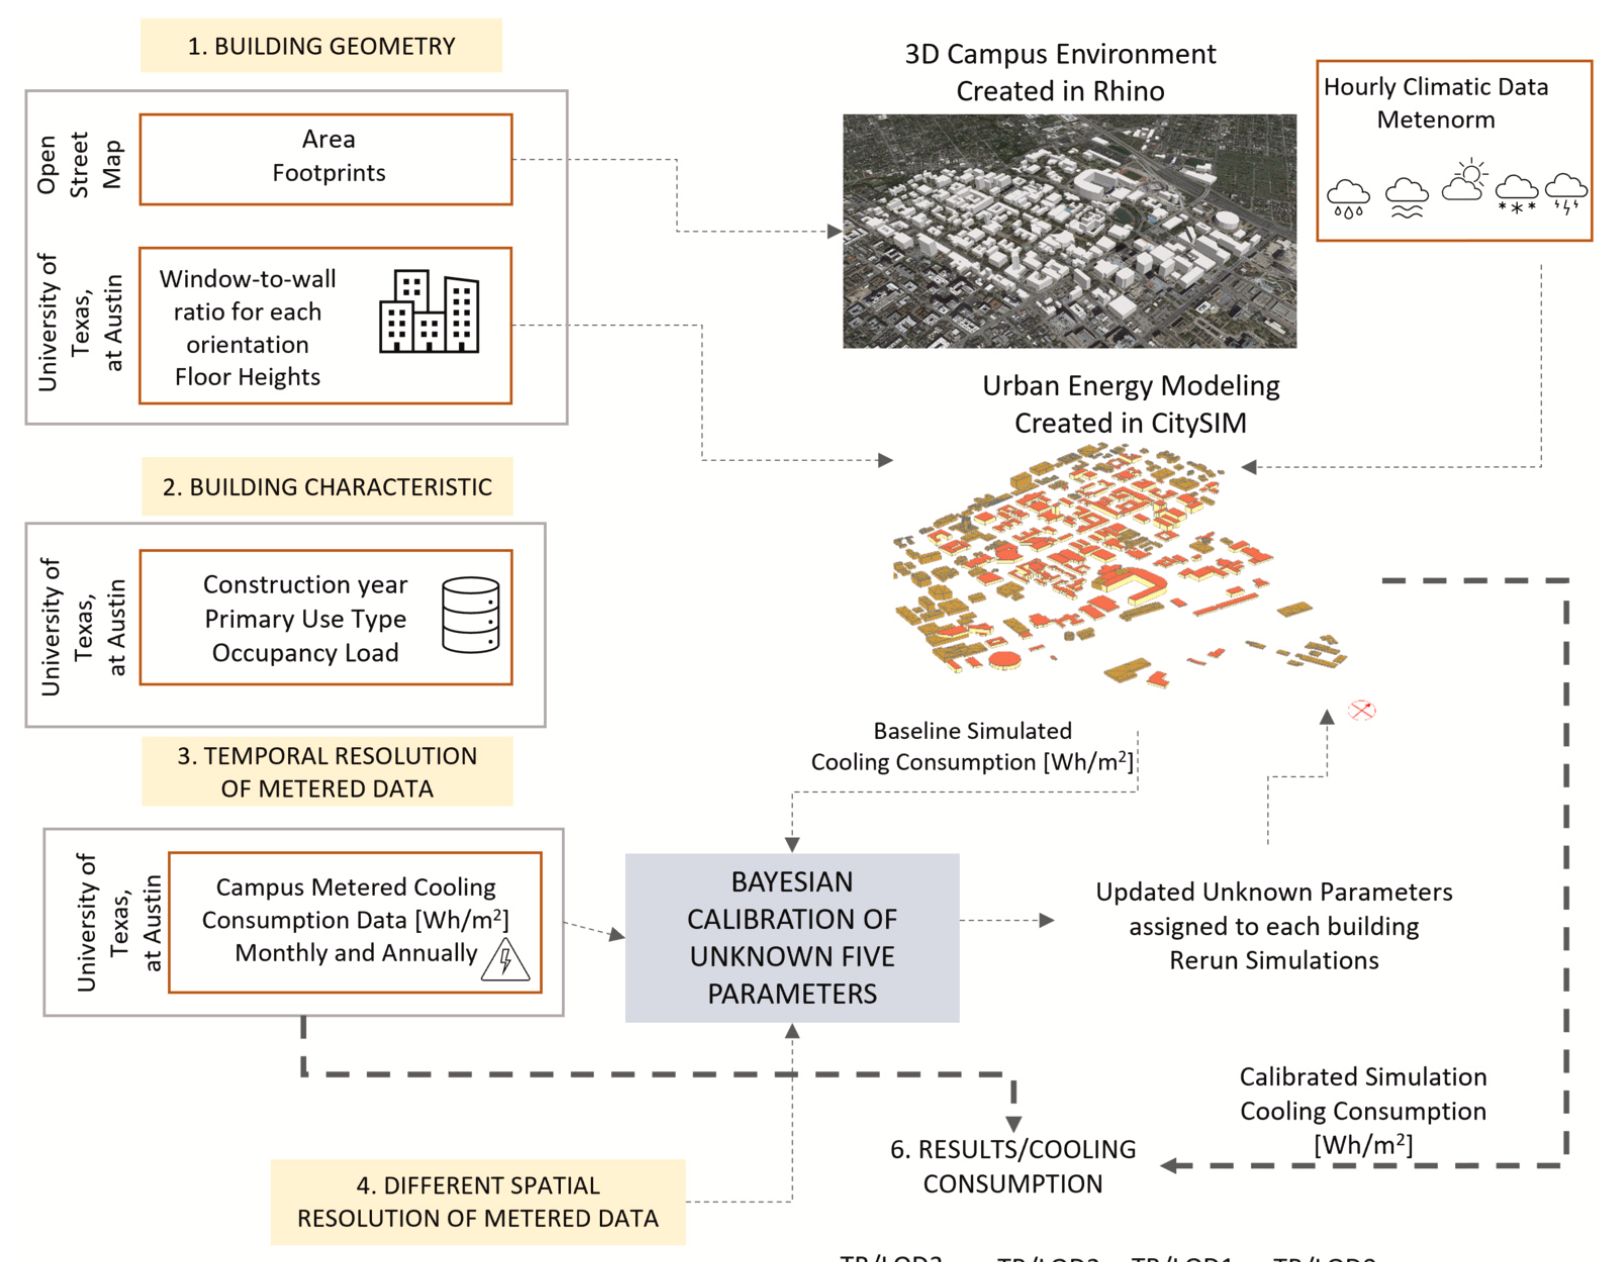 1. BUILDING GEOMETRY
Open
Street
Map
Area
Footprints
University of
Texas,
at Austin
Window-to-wall
ratio for each
orientation
Floor Heights
3D Campus Environment
Created in Rhino
Hourly Climatic Data
Metenorm
Urban Energy Modeling
Created in CitySIM
2. BUILDING CHARACTERISTIC
University of
Texas,
at Austin
Construction year
Primary Use Type
Occupancy Load
Baseline Simulated
Cooling Consumption [Wh/m²]
3. TEMPORAL RESOLUTION
OF METERED DATA
University of
Texas,
at Austin
Campus Metered Cooling
Consumption Data [Wh/m²]
Monthly and Annually
BAYESIAN
CALIBRATION OF
UNKNOWN FIVE
PARAMETERS
Updated Unknown Parameters
assigned to each building
Rerun Simulations
Calibrated Simulation
Cooling Consumption
[Wh/m²]
6. RESULTS/COOLING
CONSUMPTION
4. DIFFERENT SPATIAL
RESOLUTION OF METERED DATA